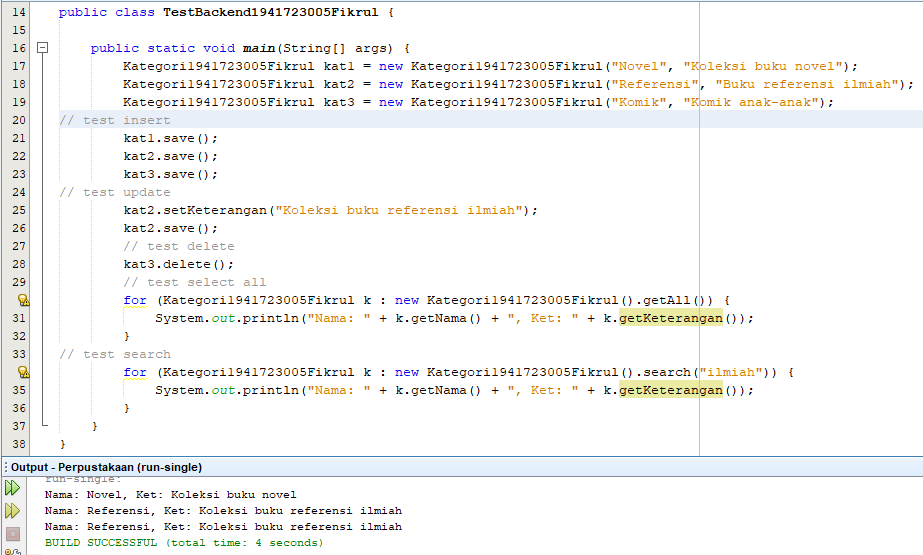 14 public class TestBackend1941723005Fikrul {
15
16 public static void main(String[] args) {
17 Kategori1941723005Fikrul kat1 = new Kategori1941723005Fikrul("Novel", "Koleksi buku novel");
18 Kategori1941723005Fikrul kat2 = new Kategori1941723005Fikrul("Referensi", "Buku referensi ilmiah");
19 Kategori1941723005Fikrul kat3 = new Kategori1941723005Fikrul("Komik", "Komik anak-anak");
20 // test insert
21 kat1.save();
22 kat2.save();
23 kat3.save();
24 // test update
25 kat2.setKeterangan("Koleksi buku referensi ilmiah");
26 kat2.save();
27 // test delete
28 kat3.delete();
29 // test select all
for (Kategori1941723005Fikrul k : new Kategori1941723005Fikrul().getAll()) {
31 System.out.println("Nama: " + k.getNama() + ", Ket: " + k.getKeterangan());
32 }
33 // test search
for (Kategori1941723005Fikrul k : new Kategori1941723005Fikrul().search("ilmiah")) {
35 System.out.println("Nama: " + k.getNama() + ", Ket: " + k.getKeterangan());
36 }
37 }
38 }
Output - Perpustakaan (run-single)
run-single:
Nama: Novel, Ket: Koleksi buku novel
Nama: Referensi, Ket: Koleksi buku referensi ilmiah
Nama: Referensi, Ket: Koleksi buku referensi ilmiah
BUILD SUCCESSFUL (total time: 4 seconds)